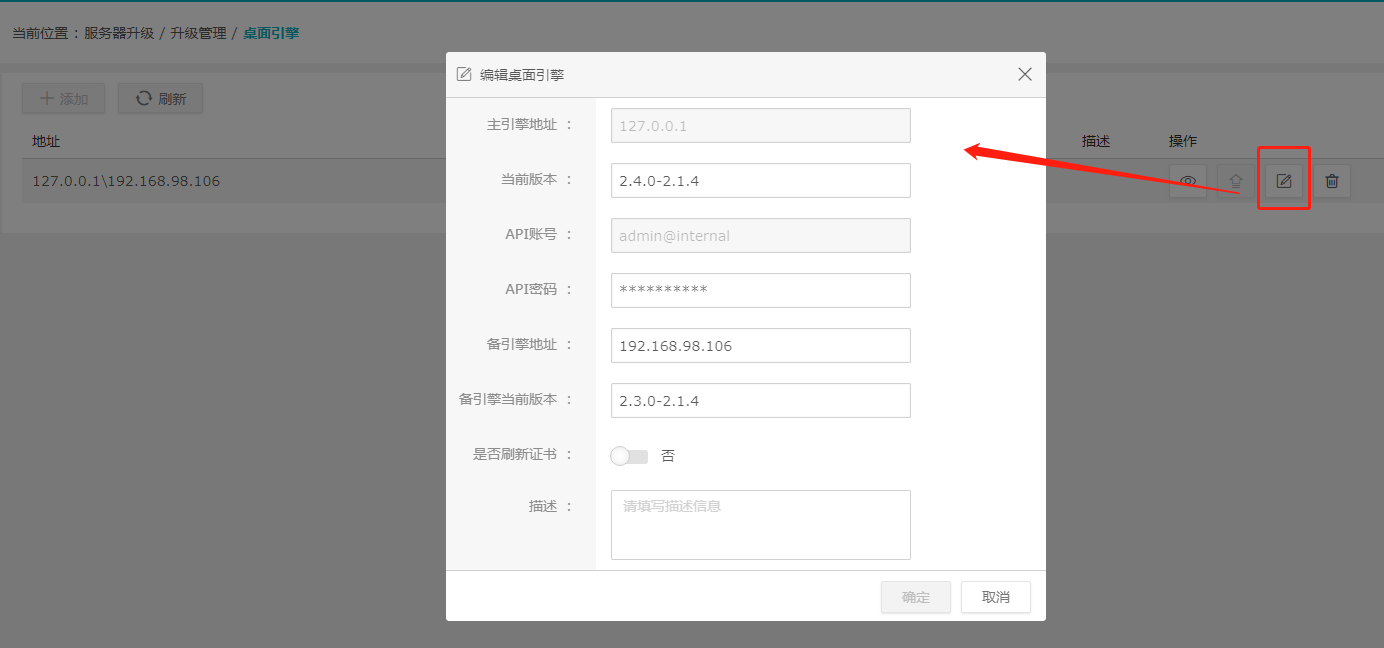 当前位置：服务器升级 / 升级管理 / 桌面引擎
添加 刷新
地址 描述 操作
127.0.0.1\192.168.98.106
编辑桌面引擎
主引擎地址 ： 127.0.0.1
当前版本 ： 2.4.0-2.1.4
API账号 ： admin@internal
API密码 ： **********
备引擎地址 ： 192.168.98.106
备引擎当前版本 ： 2.3.0-2.1.4
是否刷新证书 ： 否
描述 ： 请填写描述信息
确定 取消